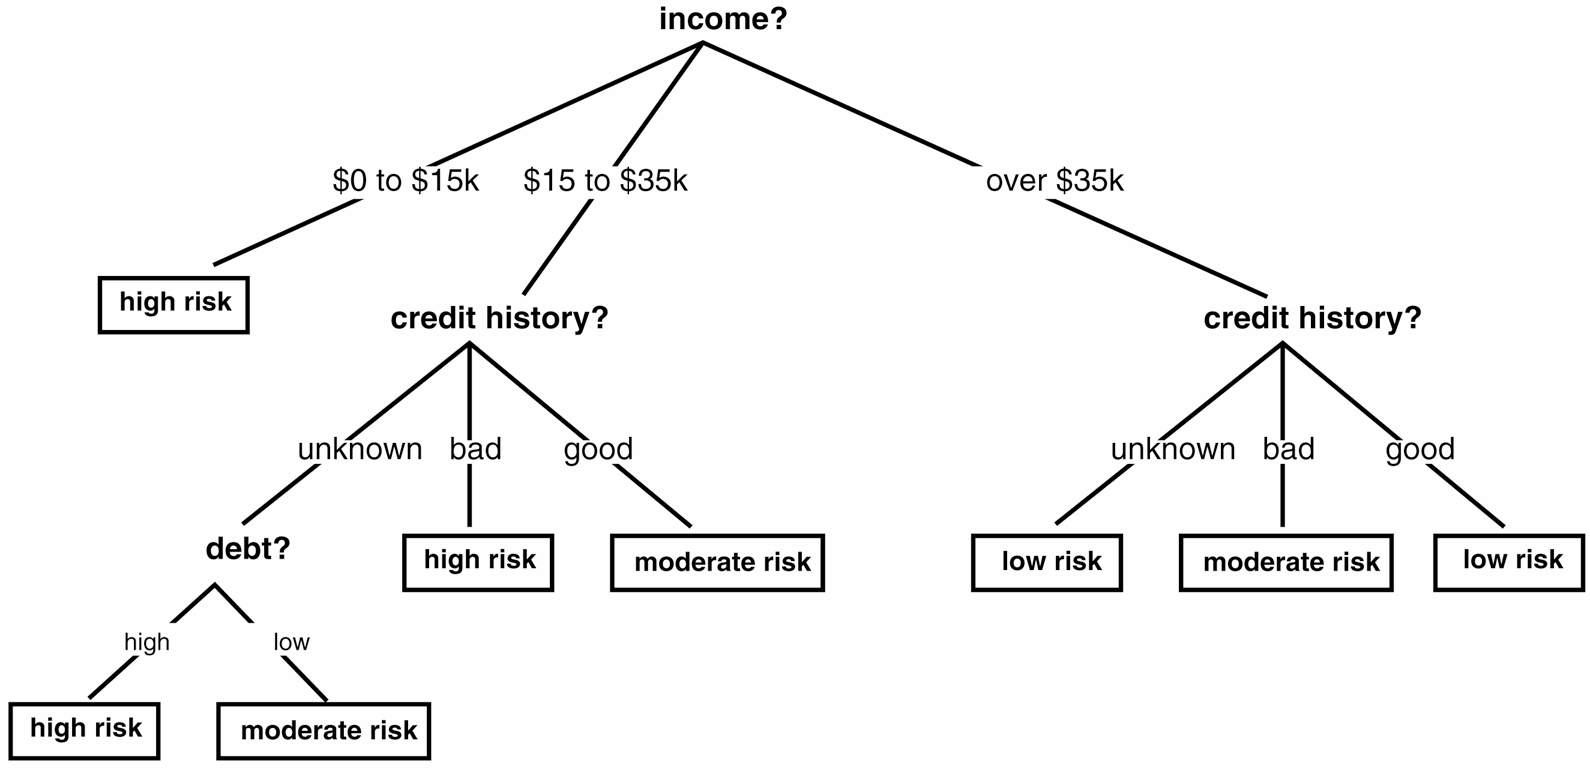 income?
$0 to $15k
$15 to $35k
over $35k
high risk
credit history?
credit history?
unknown
bad
good
unknown
bad
good
debt?
high risk
moderate risk
low risk
moderate risk
low risk
high
low
high risk
moderate risk